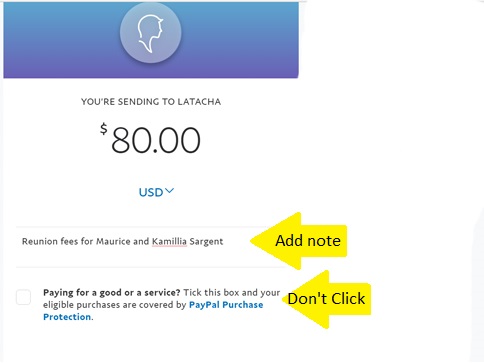 YOU'RE SENDING TO LATACHA
$80.00
USD
Reunion fees for Maurice and Kamillia Sargent
Add note
Paying for a good or a service? Tick this box and your
eligible purchases are covered by PayPal Purchase
Protection.
Don't Click